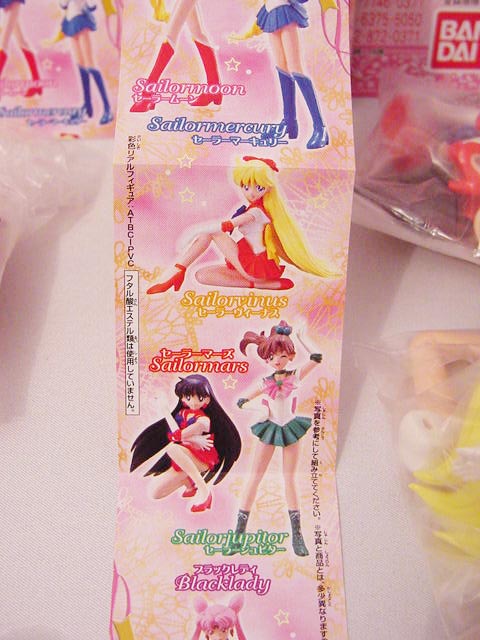 Sailormoon
セーラームーン
Sailormercury
セーラーマーキュリー
Sailorvinus
セーラーヴィーナス
セーラーマーズ
Sailormars
Sailorjupitor
セーラージュピター
ブラックレディ
Blacklady
彩色リアルフィギュア:ATBC-PVC
フタル酸エステル類は使用していません。
※写真を参考にして組み立ててください。
※写真と商品とは、多少異なります
BAN
DAI
6375-5050
872-0371